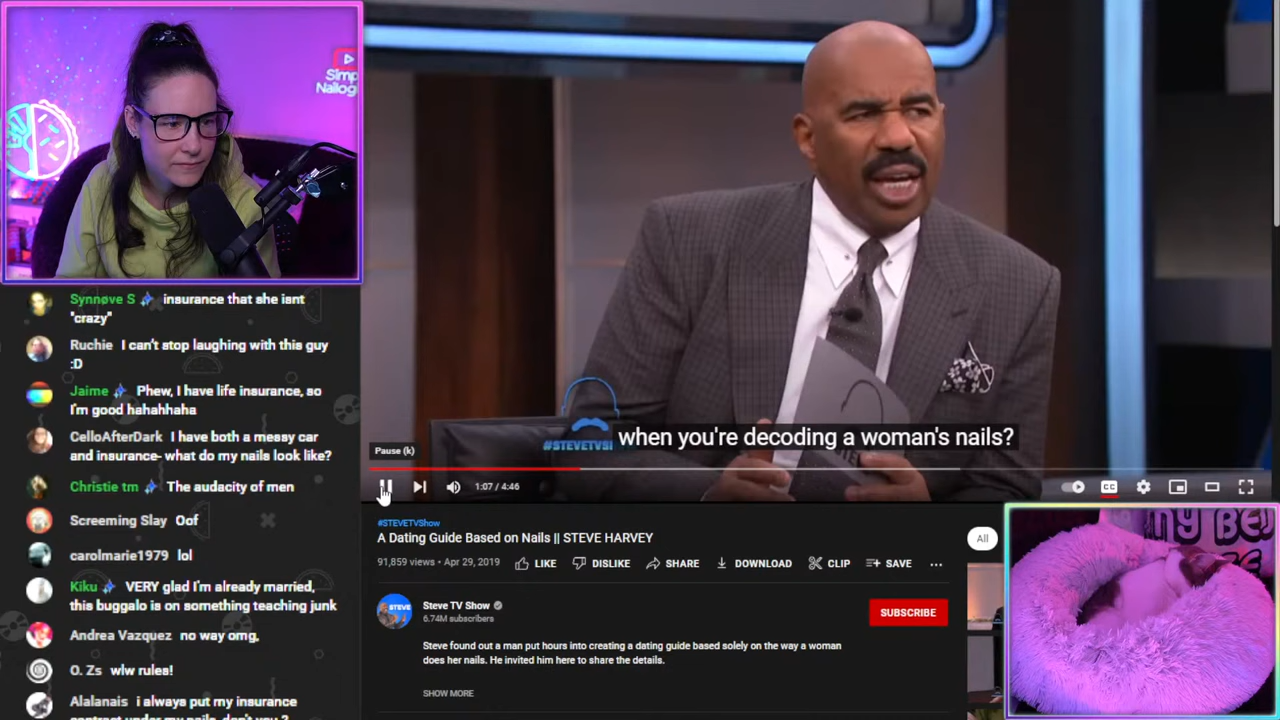 Simp
Nailog
Synnøve S insurance that she isnt
"crazy"
Ruchie I can't stop laughing with this guy
:D
Jaime Phew, I have life insurance, so
I'm good hahahhaha
CelloAfterDark I have both a messy car
and insurance- what do my nails look like?
Christie tm The audacity of men
Screeming Slay Oof
carolmarie1979 lol
Kiku VERY glad I'm already married,
this buggalo is on something teaching junk
Andrea Vazquez no way omg,
O. Zs wlw rules!
Alalanais i always put my insurance
when you're decoding a woman's nails?
#STEVETVS
Pause (k)
1:07 / 4:46
CC
#STEVETVShow
A Dating Guide Based on Nails || STEVE HARVEY
All
91,859 views • Apr 29, 2019 LIKE DISLIKE SHARE DOWNLOAD CLIP SAVE ...
STEVE
Steve TV Show
6.74M subscribers
SUBSCRIBE
Steve found out a man put hours into creating a dating guide based solely on the way a woman
does her nails. He invited him here to share the details.
SHOW MORE